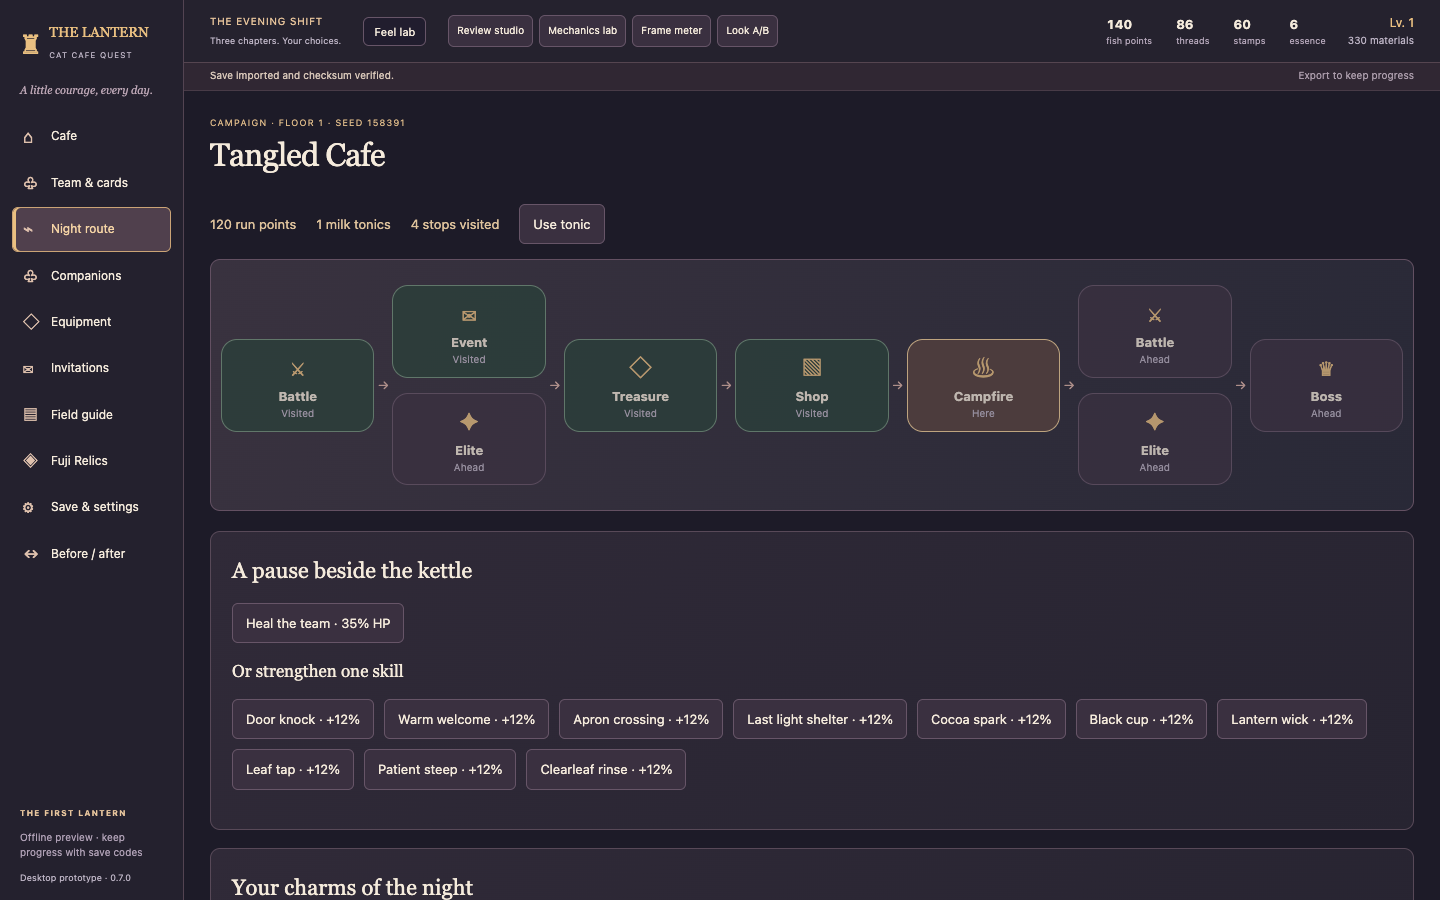 THE LANTERN
CAT CAFE QUEST
A little courage, every day.
Cafe
Team & cards
Night route
Companions
Equipment
Invitations
Field guide
Fuji Relics
Save & settings
Before / after
THE FIRST LANTERN
Offline preview · keep
progress with save codes
Desktop prototype · 0.7.0
THE EVENING SHIFT
Three chapters. Your choices.
Feel lab
Review studio
Mechanics lab
Frame meter
Look A/B
140
fish points
86
threads
60
stamps
6
essence
Lv. 1
330 materials
Save imported and checksum verified.
Export to keep progress
CAMPAIGN · FLOOR 1 · SEED 158391
Tangled Cafe
120 run points
1 milk tonics
4 stops visited
Use tonic
Battle
Visited
→
Event
Visited
Elite
Ahead
→
Treasure
Visited
→
Shop
Visited
→
Campfire
Here
→
Battle
Ahead
Elite
Ahead
→
Boss
Ahead
A pause beside the kettle
Heal the team · 35% HP
Or strengthen one skill
Door knock · +12%
Warm welcome · +12%
Apron crossing · +12%
Last light shelter · +12%
Cocoa spark · +12%
Black cup · +12%
Lantern wick · +12%
Leaf tap · +12%
Patient steep · +12%
Clearleaf rinse · +12%
Your charms of the night